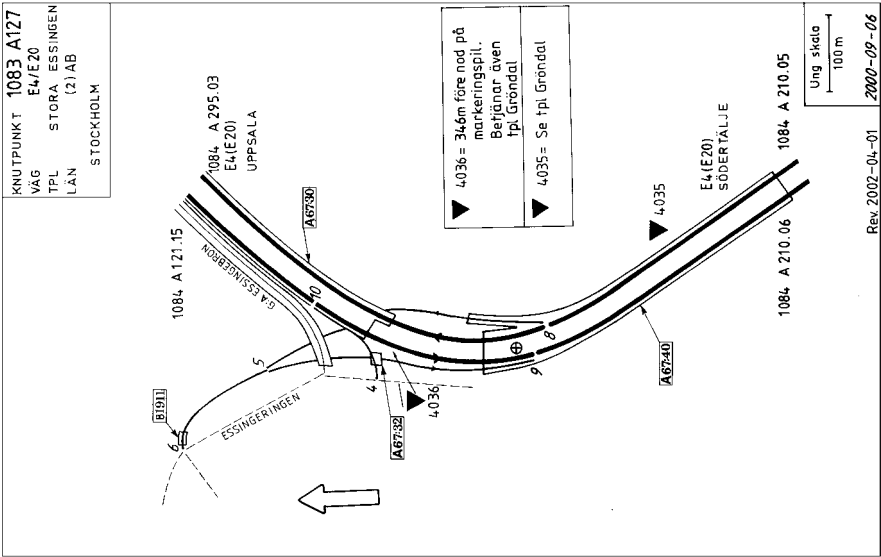 KNUTPUNKT 1083 A127
VÄG E4/E20
TPL STORA ESSINGEN
LÄN (2) AB
STOCKHOLM
1084 A 295.03
E4(E20)
UPPSALA
1084 A 121.15
G:A ESSINGEBRON
A6730
10
5
B1911
6
ESSINGERINGEN
4
A67:32
4036
4036 = 346m före nod på
markeringspil.
Betjänar även
tpl Gröndal
4035 = Se tpl Gröndal
8
9
4035
A67:40
E4(E20)
SÖDERTÄLJE
1084 A 210.05
1084 A 210.06
Ung skala
100 m
2000-09-06
Rev. 2002-04-01